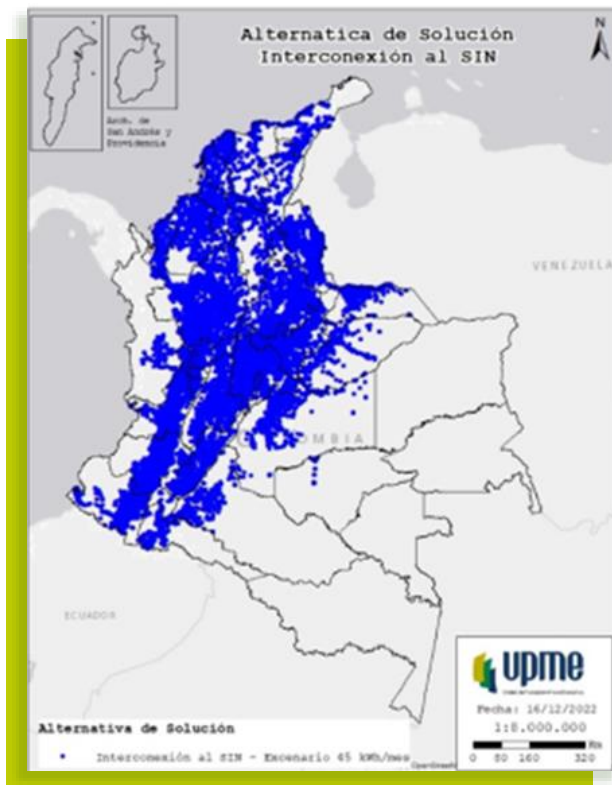 Alternatica de Solución
Interconexión al SIN
N
Arch. de
San Andrés y
Providencia
VENEZUELA
COLOMBIA
ECUADOR
upme
Fecha: 16/12/2022
1:8.000.000
Km
0 80 160 320
Alternativa de Solución
Interconexión al SIN - Escenario 45 kWh/mes